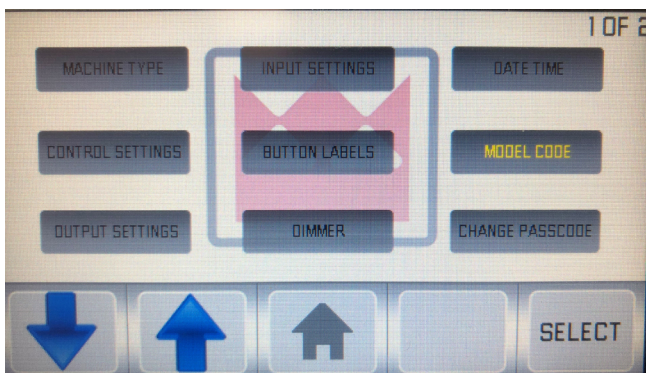 1 OF 2
MACHINE TYPE
INPUT SETTINGS
DATE TIME
CONTROL SETTINGS
BUTTON LABELS
MODEL CODE
OUTPUT SETTINGS
DIMMER
CHANGE PASSCODE
SELECT